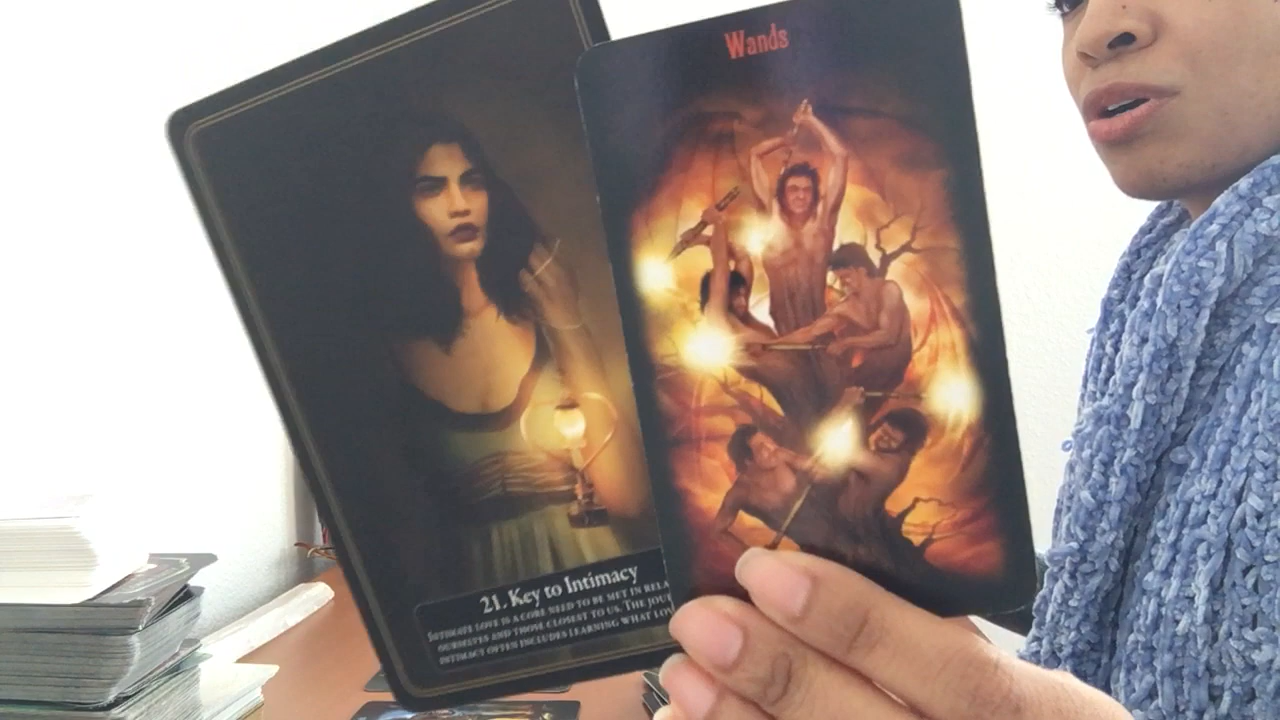 Wands
21. Key to Intimacy
Intimate love is a core need to be met in rela
ourselves and those closest to us. The jou
intimacy often includes learning what lov